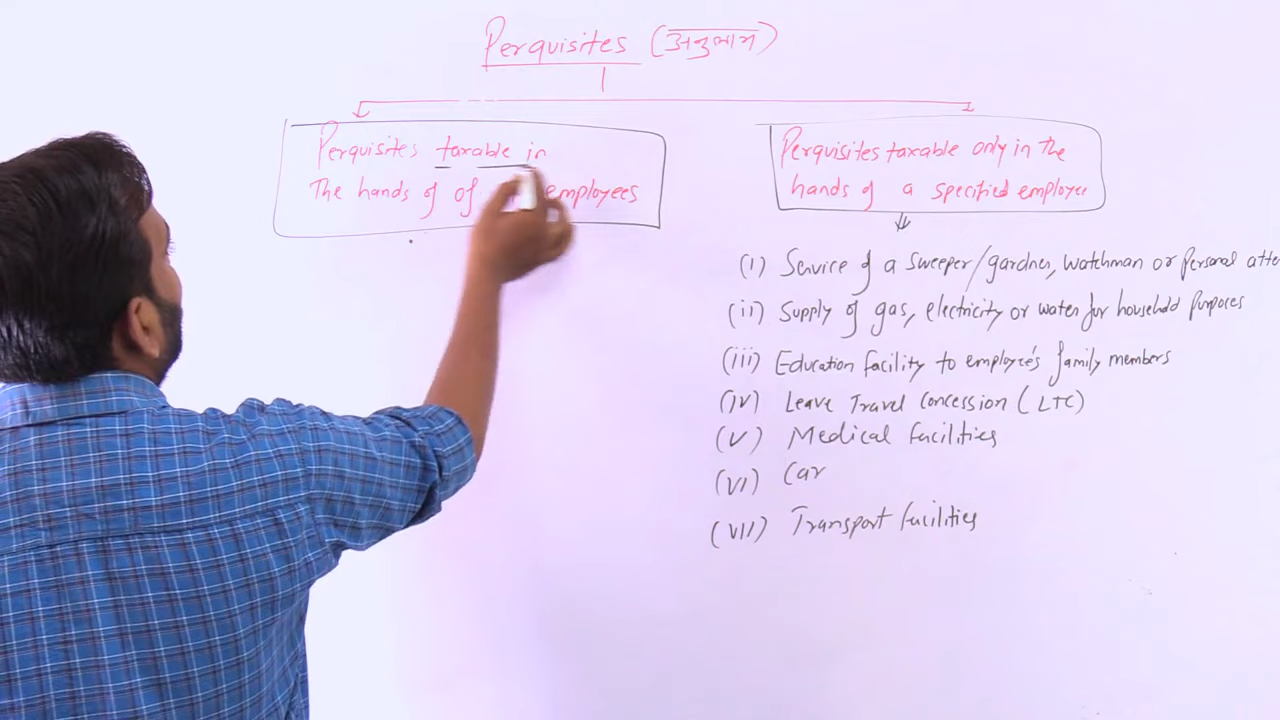 Perquisites (अनुलाभ)
Perquisites taxable in
The hands of of employees
Perquisites taxable only in the
hands of a specified employee
(i) Service of a sweeper/gardner, watchman or personal atte
(ii) Supply of gas, electricity or water for household purposes
(iii) Education facility to employee's family members
(iv) Leave Travel Concession (LTC)
(v) Medical facilities
(vi) Car
(vii) Transport facilities